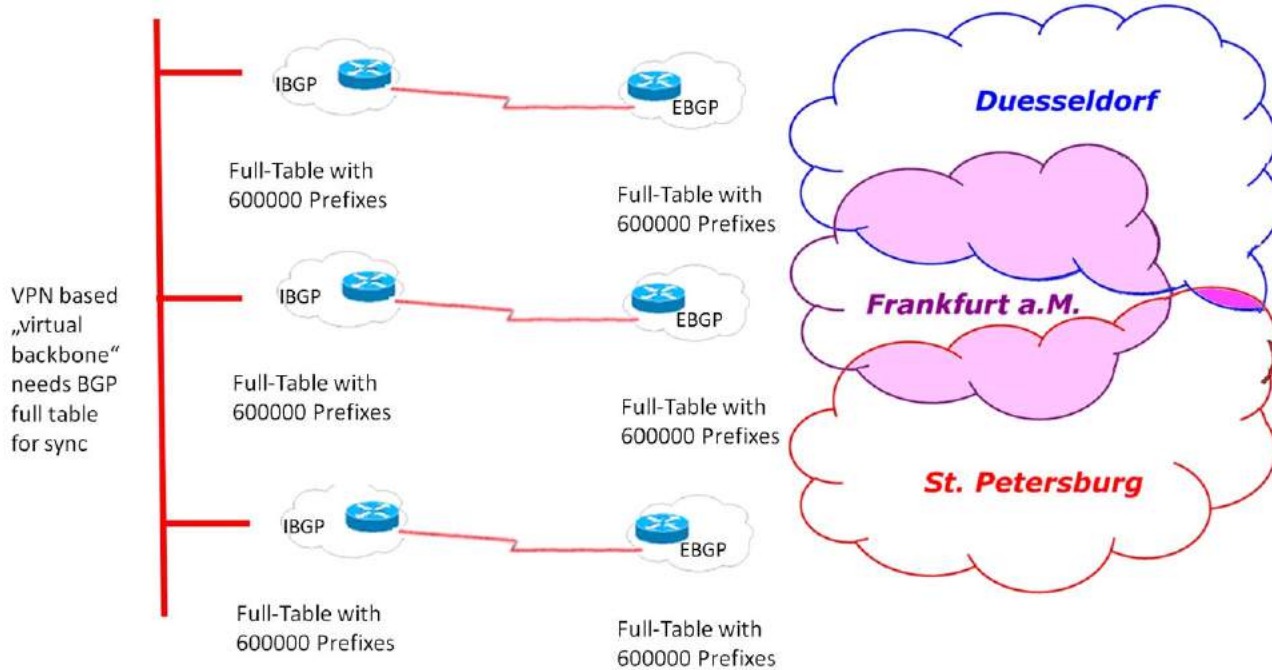 IBGP
EBGP
Duesseldorf
Full-Table with
600000 Prefixes
Full-Table with
600000 Prefixes
VPN based
„virtual
backbone“
needs BGP
full table
for sync
IBGP
EBGP
Frankfurt a.M.
Full-Table with
600000 Prefixes
Full-Table with
600000 Prefixes
St. Petersburg
IBGP
EBGP
Full-Table with
600000 Prefixes
Full-Table with
600000 Prefixes